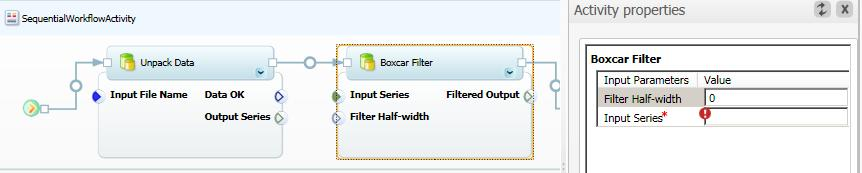 SequentialWorkflowActivity
Unpack Data
Input File Name Data OK
Output Series
Boxcar Filter
Input Series Filtered Output
Filter Half-width
Activity properties
X
Boxcar Filter
Input Parameters Value
Filter Half-width 0
Input Series*